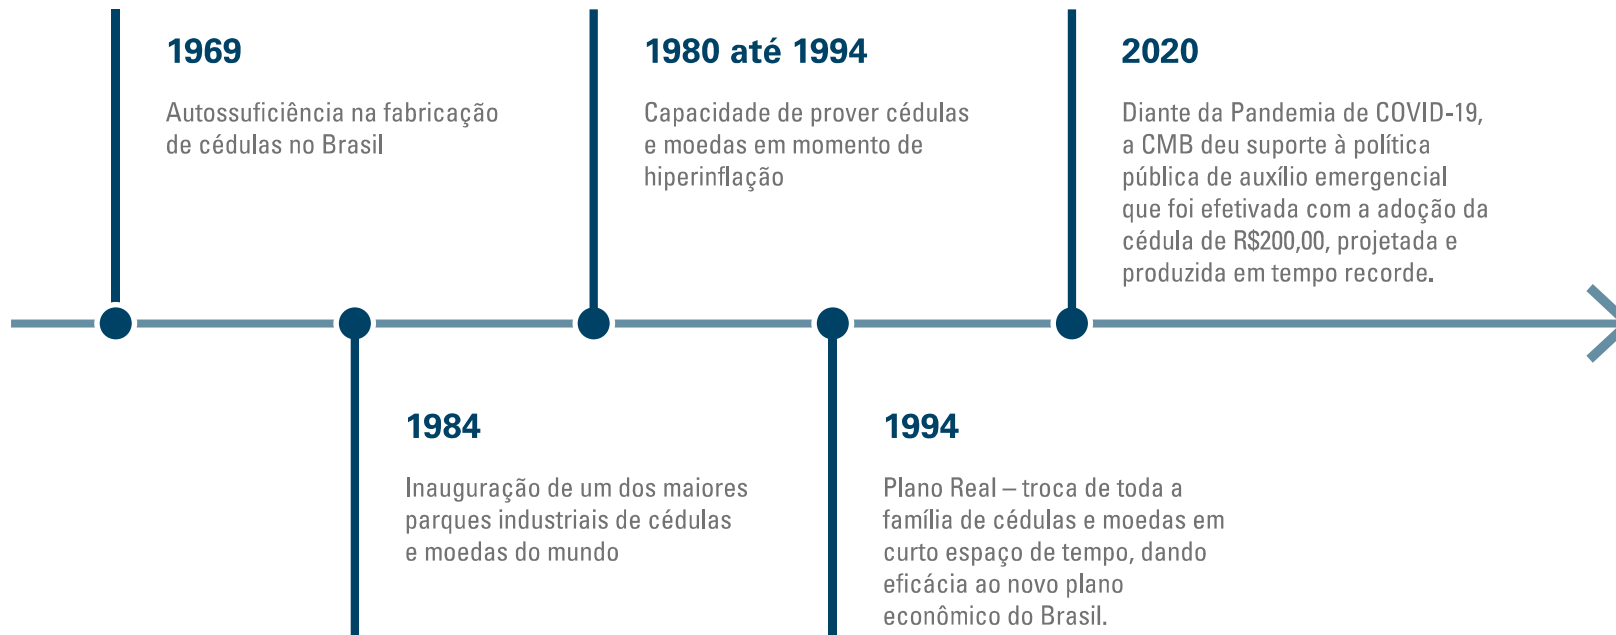 1969
Autossuficiência na fabricação
de cédulas no Brasil
1984
Inauguração de um dos maiores
parques industriais de cédulas
e moedas do mundo
1980 até 1994
Capacidade de prover cédulas
e moedas em momento de
hiperinflação
1994
Plano Real – troca de toda a
família de cédulas e moedas em
curto espaço de tempo, dando
eficácia ao novo plano
econômico do Brasil.
2020
Diante da Pandemia de COVID-19,
a CMB deu suporte à política
pública de auxílio emergencial
que foi efetivada com a adoção da
cédula de R$200,00, projetada e
produzida em tempo recorde.